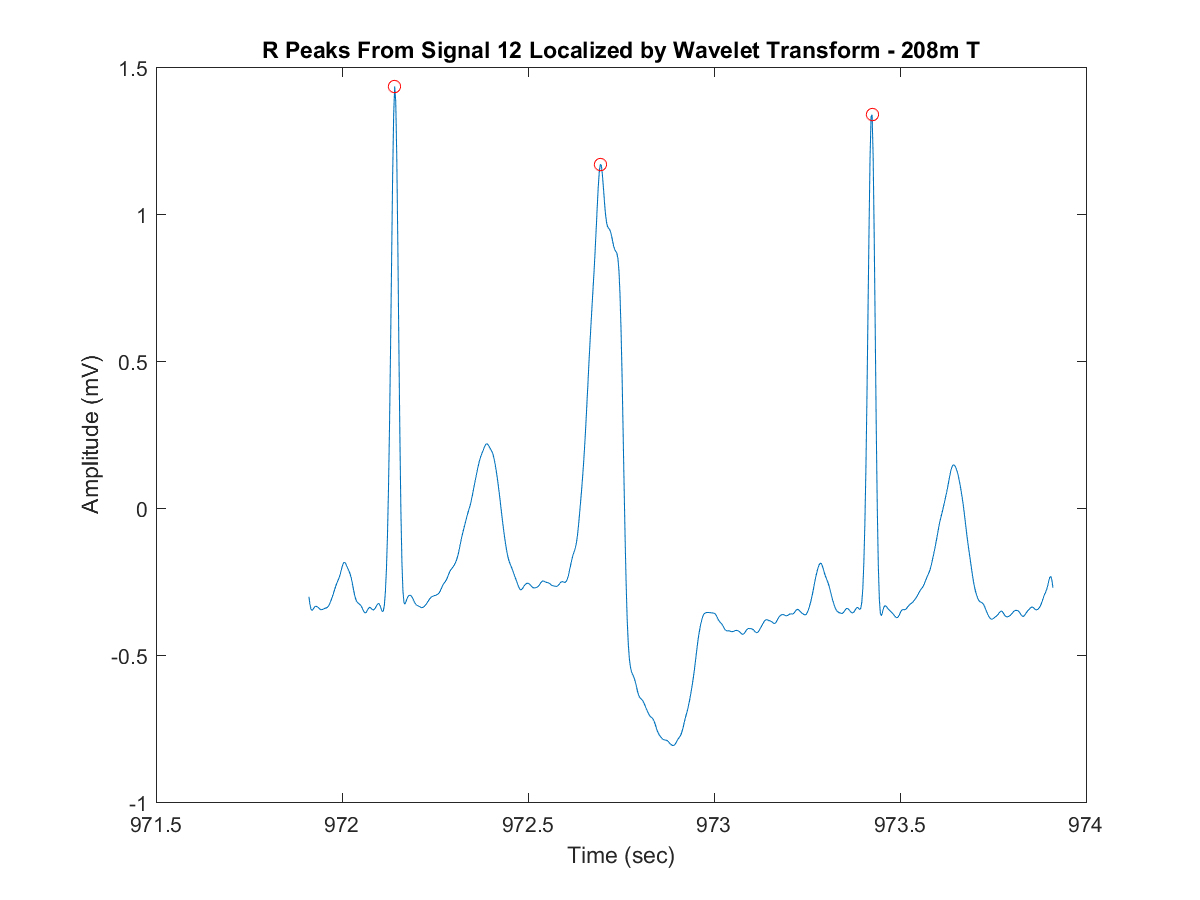 R Peaks From Signal 12 Localized by Wavelet Transform - 208m T
1.5
1
0.5
0
-0.5
-1
Amplitude (mV)
971.5 972 972.5 973 973.5 974
Time (sec)